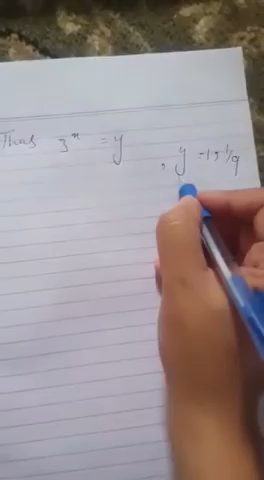 Thus 3ˣ = y , y = -1, 1/9